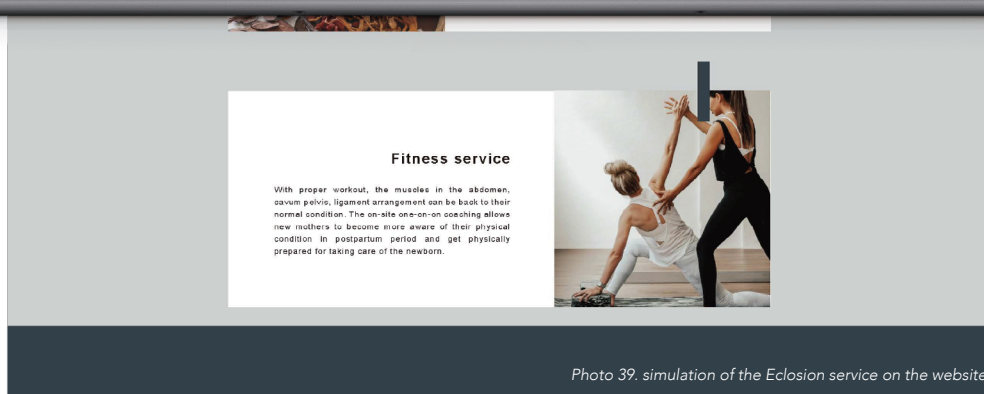 Fitness service
With proper workout, the muscles in the abdomen,
cavum pelvis, ligament arrangement can be back to their
normal condition. The on-site one-on-on coaching allows
new mothers to become more aware of their physical
condition in postpartum period and get physically
prepared for taking care of the newborn.
Photo 39. simulation of the Eclosion service on the website